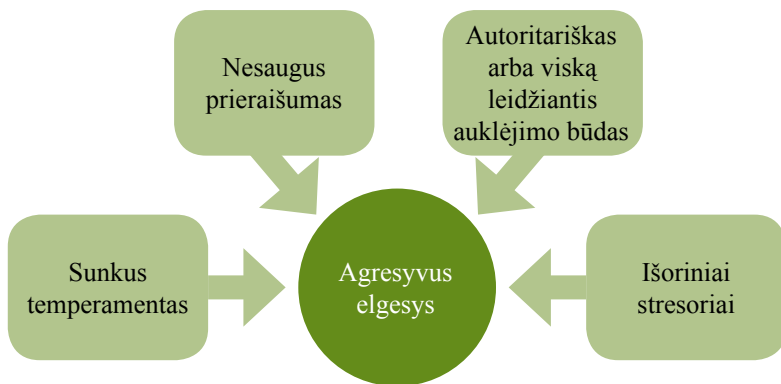 Nesaugus
prieraišumas
Autoritariškas
arba viską
leidžiantis
auklėjimo būdas
Sunkus
temperamentas
Agresyvus
elgesys
Išoriniai
stresoriai